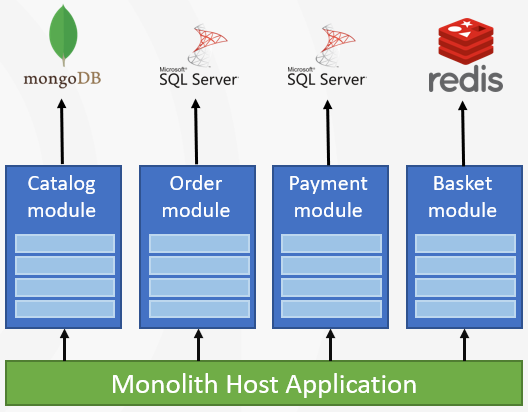 mongoDB
Microsoft®
SQL Server®
Microsoft®
SQL Server®
redis
Catalog
module
Order
module
Payment
module
Basket
module
Monolith Host Application